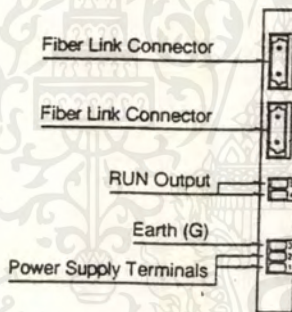 Fiber Link Connector
Fiber Link Connector
RUN Output
Earth (G)
Power Supply Terminals